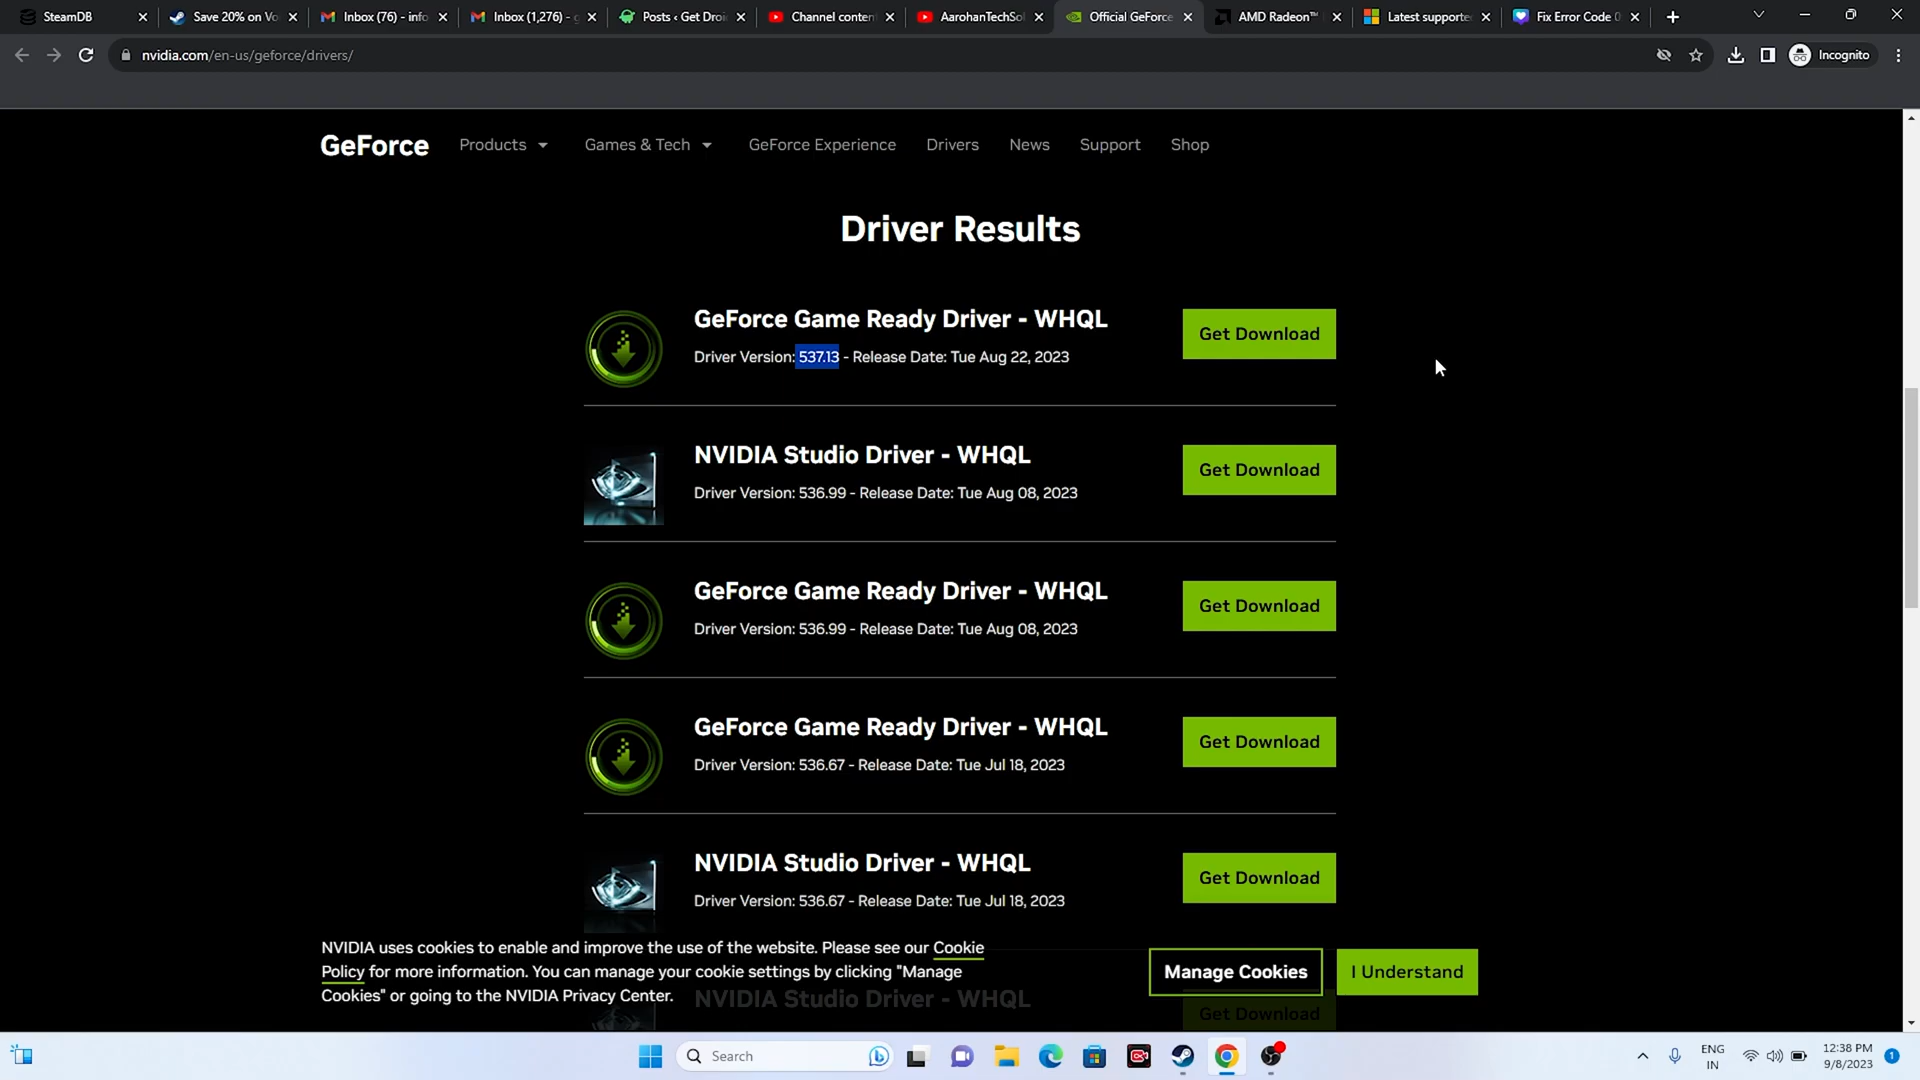 SteamDB
Save 20% on Vo
Inbox (76) - info
Inbox (1,276) - g
Posts ‹ Get Droi
Channel conten
AarohanTechSol
Official GeForce
AMD Radeon™
Latest supporte
Fix Error Code 0
nvidia.com/en-us/geforce/drivers/
Incognito
GeForce
Products
Games & Tech
GeForce Experience
Drivers
News
Support
Shop
Driver Results
GeForce Game Ready Driver - WHQL
Driver Version: 537.13 - Release Date: Tue Aug 22, 2023
Get Download
NVIDIA Studio Driver - WHQL
Driver Version: 536.99 - Release Date: Tue Aug 08, 2023
Get Download
GeForce Game Ready Driver - WHQL
Driver Version: 536.99 - Release Date: Tue Aug 08, 2023
Get Download
GeForce Game Ready Driver - WHQL
Driver Version: 536.67 - Release Date: Tue Jul 18, 2023
Get Download
NVIDIA Studio Driver - WHQL
Driver Version: 536.67 - Release Date: Tue Jul 18, 2023
Get Download
NVIDIA uses cookies to enable and improve the use of the website. Please see our Cookie
Policy for more information. You can manage your cookie settings by clicking "Manage
Cookies" or going to the NVIDIA Privacy Center.
Manage Cookies
I Understand
NVIDIA Studio Driver - WHQL
Get Download
Search
ENG
IN
12:38 PM
9/8/2023
1